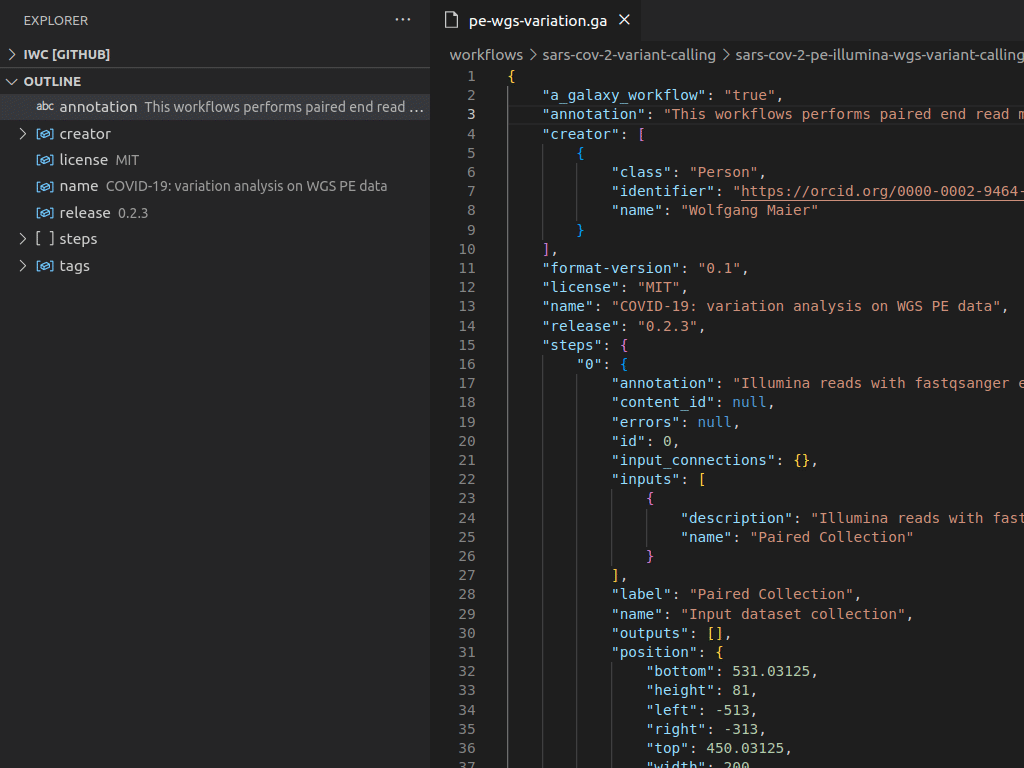 EXPLORER ...
IWC [GITHUB]
OUTLINE
abc annotation This workflows performs paired end read ...
creator
license MIT
name COVID-19: variation analysis on WGS PE data
release 0.2.3
[ ] steps
tags
pe-wgs-variation.ga ×
workflows > sars-cov-2-variant-calling > sars-cov-2-pe-illumina-wgs-variant-calling
1 {
2 "a_galaxy_workflow": "true",
3 "annotation": "This workflows performs paired end read m
4 "creator": [
5 {
6 "class": "Person",
7 "identifier": "https://orcid.org/0000-0002-9464-
8 "name": "Wolfgang Maier"
9 }
10 ],
11 "format-version": "0.1",
12 "license": "MIT",
13 "name": "COVID-19: variation analysis on WGS PE data",
14 "release": "0.2.3",
15 "steps": {
16 "0": {
17 "annotation": "Illumina reads with fastqsanger e
18 "content_id": null,
19 "errors": null,
20 "id": 0,
21 "input_connections": {},
22 "inputs": [
23 {
24 "description": "Illumina reads with fast
25 "name": "Paired Collection"
26 }
27 ],
28 "label": "Paired Collection",
29 "name": "Input dataset collection",
30 "outputs": [],
31 "position": {
32 "bottom": 531.03125,
33 "height": 81,
34 "left": -513,
35 "right": -313,
36 "top": 450.03125,
37 "width": 200